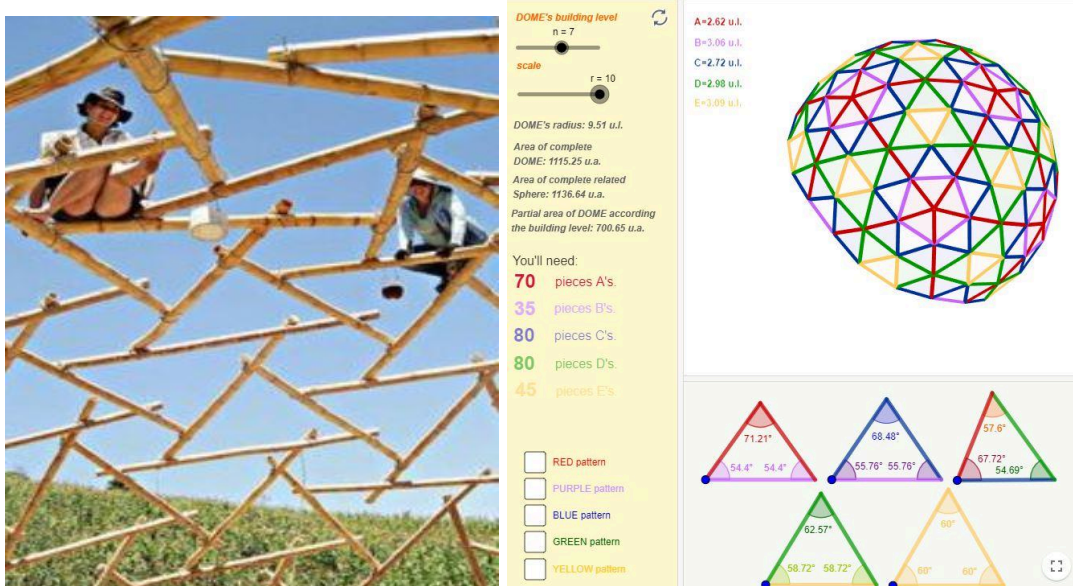 DOME's building level
n = 7
scale
r = 10
DOME's radius: 9.51 u.l.
Area of complete
DOME: 1115.25 u.a.
Area of complete related
Sphere: 1136.64 u.a.
Partial area of DOME according
the building level: 700.65 u.a.
You'll need:
70 pieces A's.
35 pieces B's.
80 pieces C's.
80 pieces D's.
45 pieces E's.
RED pattern
PURPLE pattern
BLUE pattern
GREEN pattern
YELLOW pattern
A=2.62 u.l.
B=3.06 u.l.
C=2.72 u.l.
D=2.98 u.l.
E=3.09 u.l.
71.21°
54.4° 54.4°
68.48°
55.76° 55.76°
57.6°
67.72°
54.69°
62.57°
58.72° 58.72°
60°
60° 60°